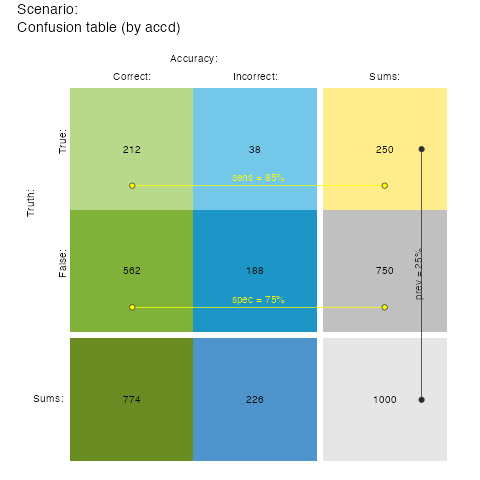 Scenario:
Confusion table (by accd)
Accuracy:
Correct: Incorrect: Sums:
Truth:
True:
212 38 250
sens = 85%
False:
562 188 750
spec = 75%
prev = 25%
Sums:
774 226 1000